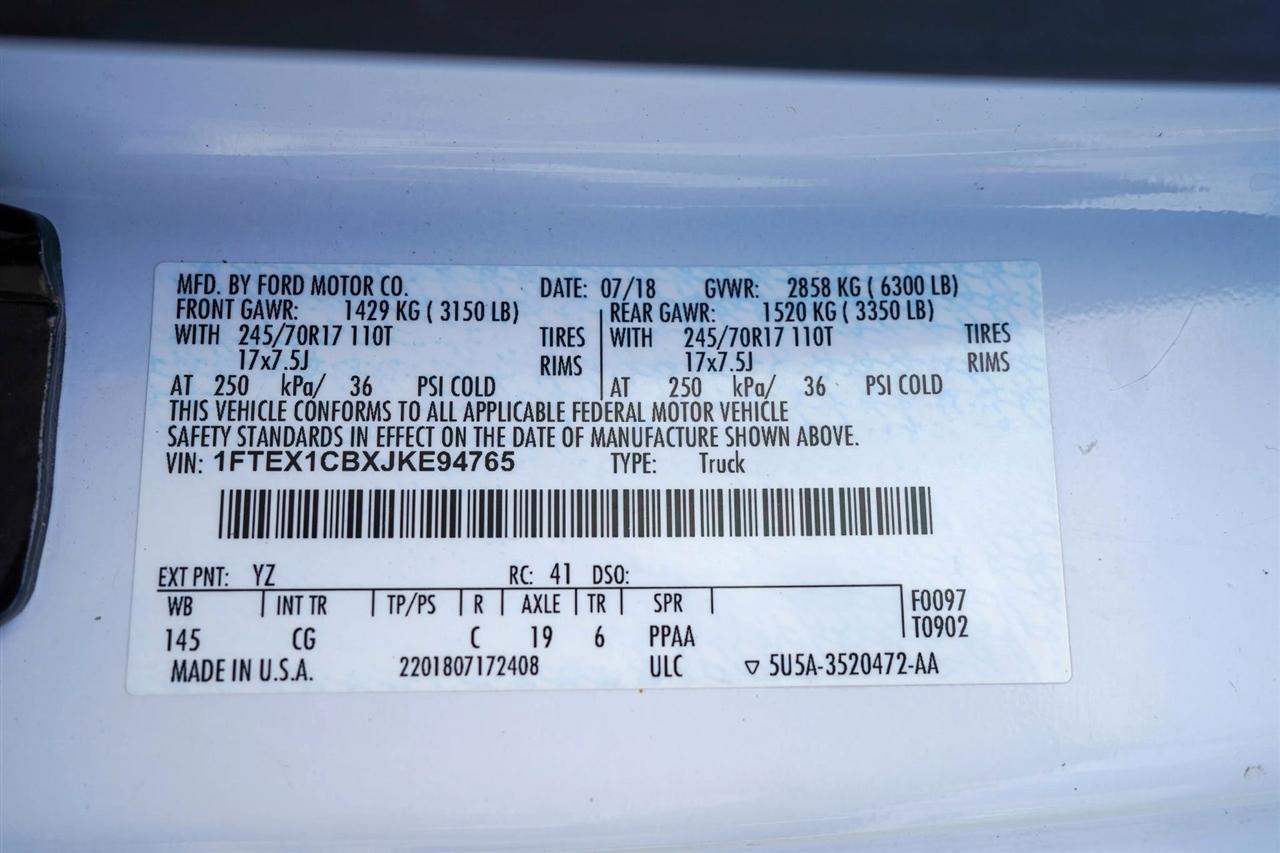 MFD. BY FORD MOTOR CO. DATE: 07/18 GVWR: 2858 KG ( 6300 LB)
FRONT GAWR: 1429 KG ( 3150 LB) REAR GAWR: 1520 KG ( 3350 LB)
WITH 245/70R17 110T TIRES WITH 245/70R17 110T TIRES
17x7.5J RIMS 17x7.5J RIMS
AT 250 kPa/ 36 PSI COLD AT 250 kPa/ 36 PSI COLD
THIS VEHICLE CONFORMS TO ALL APPLICABLE FEDERAL MOTOR VEHICLE
SAFETY STANDARDS IN EFFECT ON THE DATE OF MANUFACTURE SHOWN ABOVE.
VIN: 1FTEX1CBXJKE94765 TYPE: Truck
EXT PNT: YZ RC: 41 DSO:
WB INT TR TP/PS R AXLE TR SPR F0097
145 CG C 19 6 PPAA T0902
MADE IN U.S.A. 2201807172408 ULC ▽ 5U5A-3520472-AA